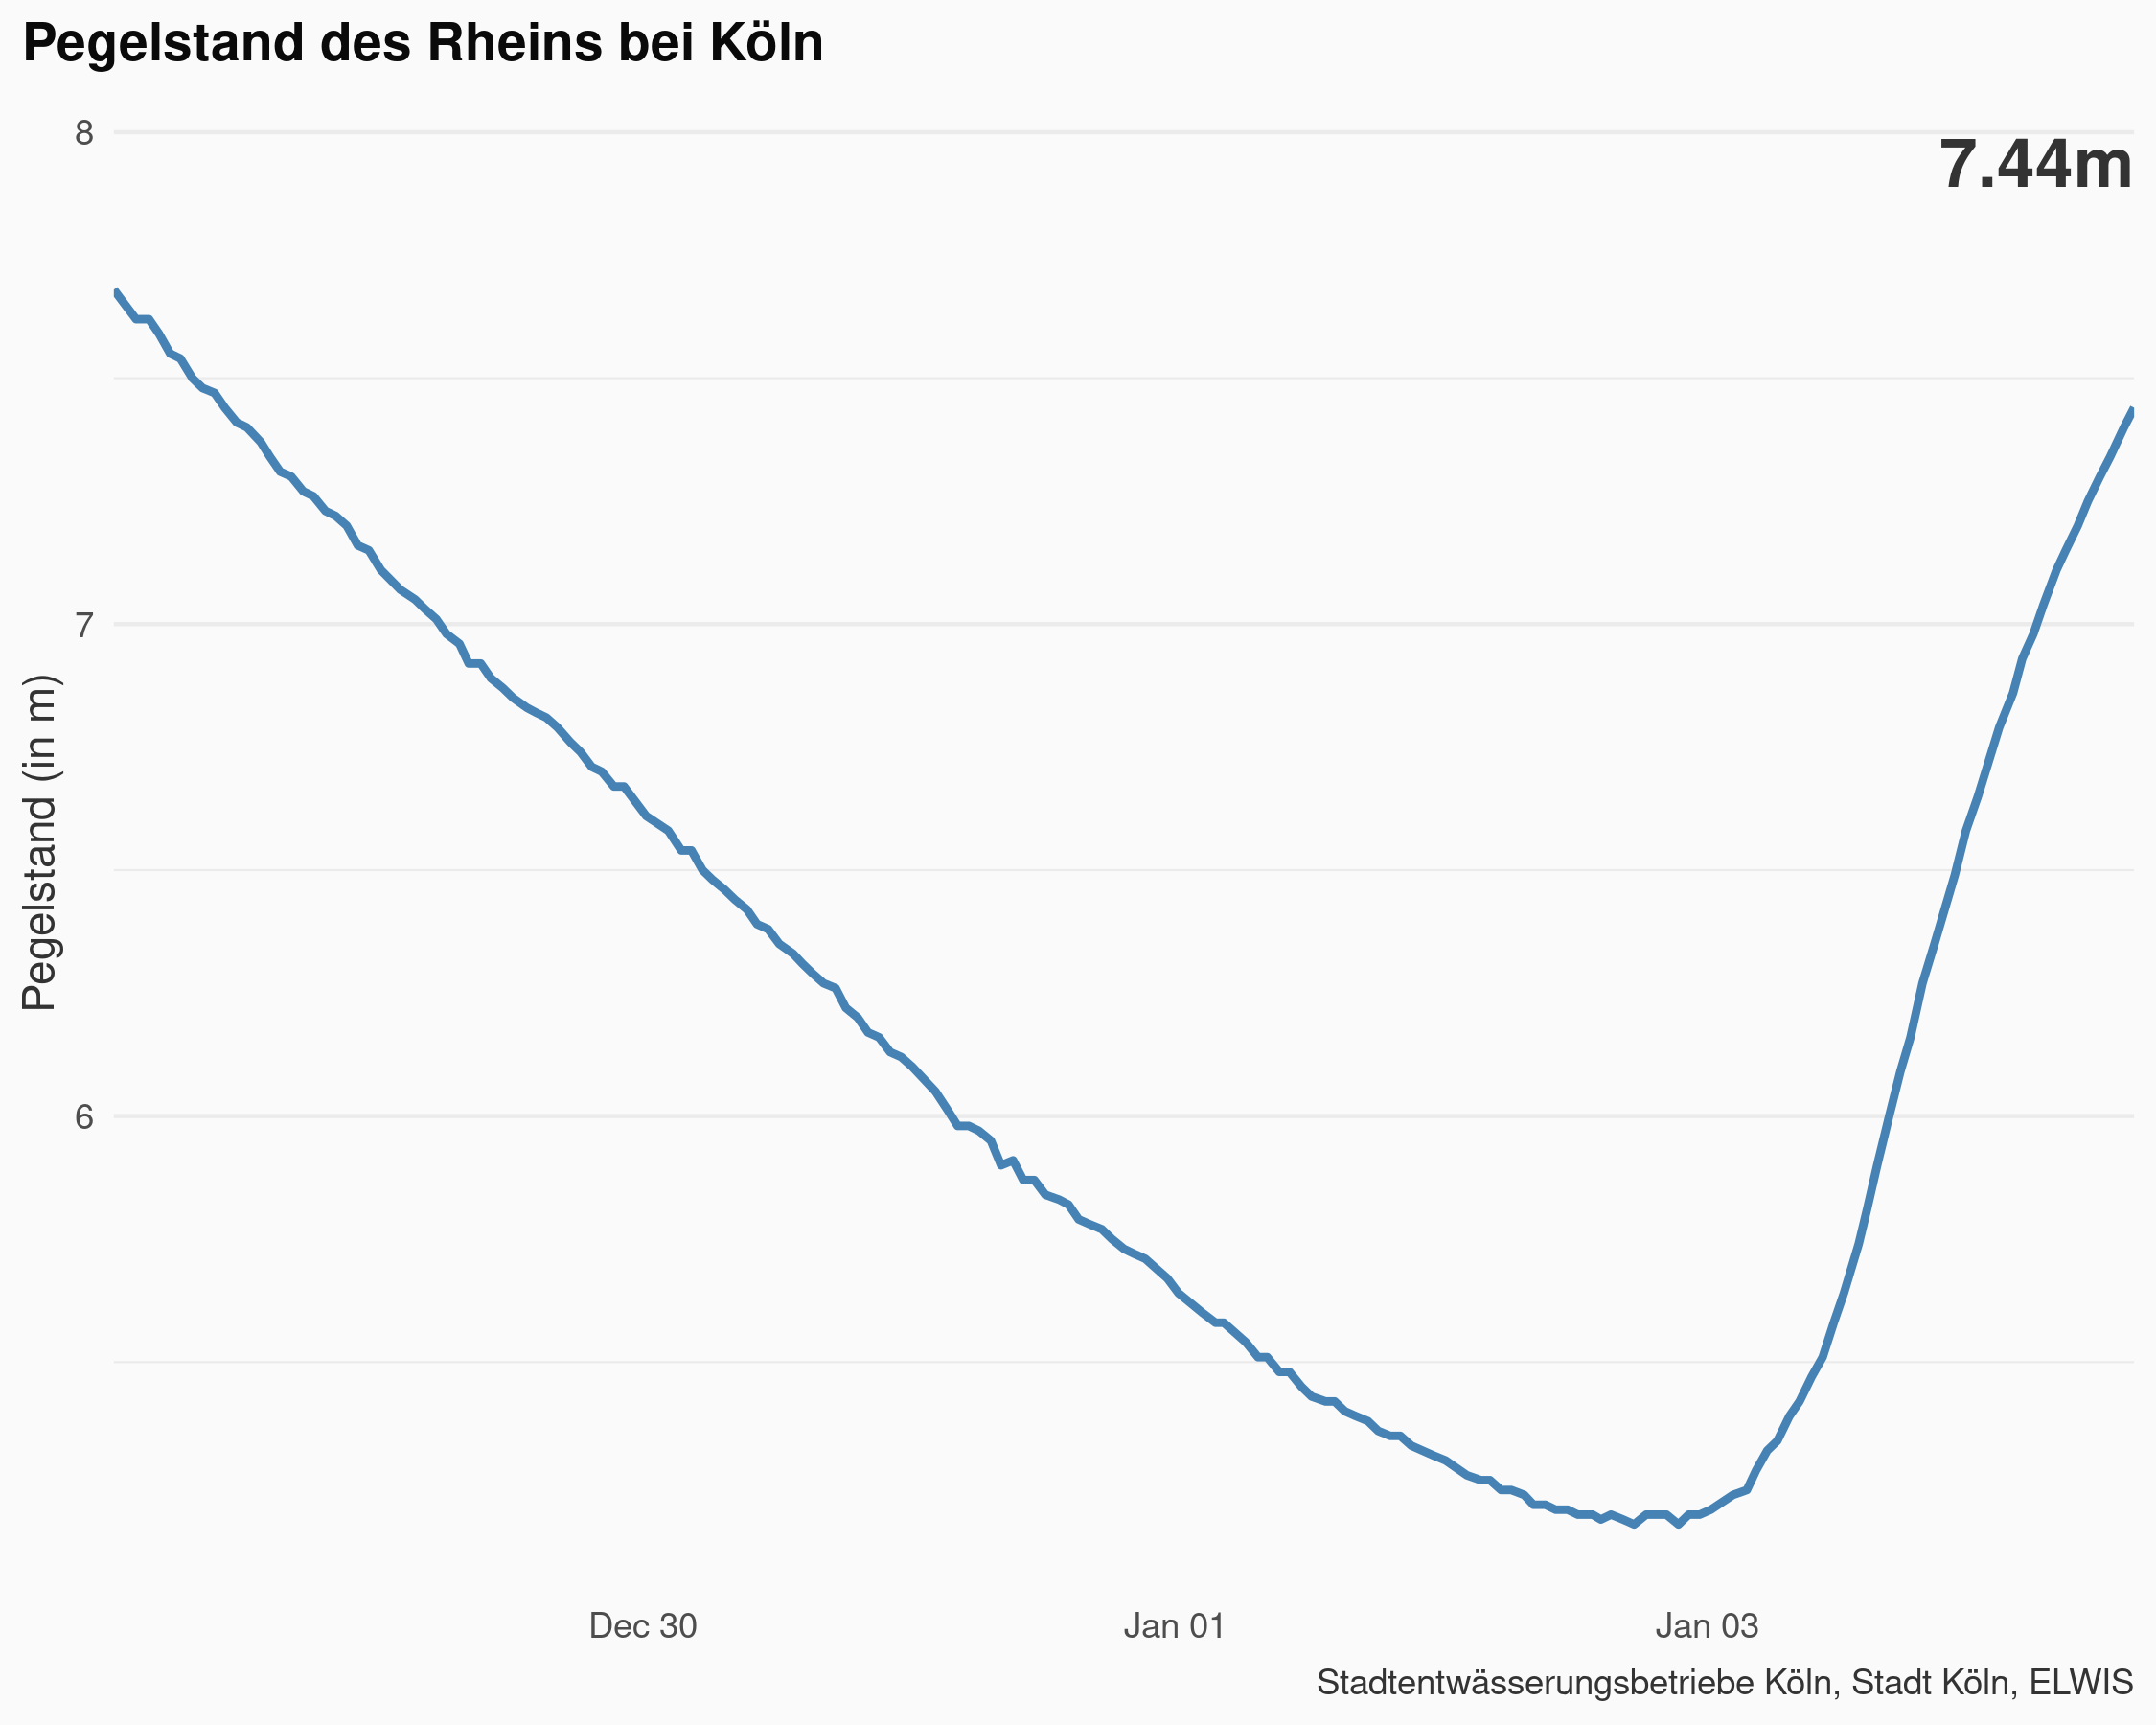 Pegelstand des Rheins bei Köln
8
7.44m
7
Pegelstand (in m)
6
Dec 30
Jan 01
Jan 03
Stadtentwässerungsbetriebe Köln, Stadt Köln, ELWIS